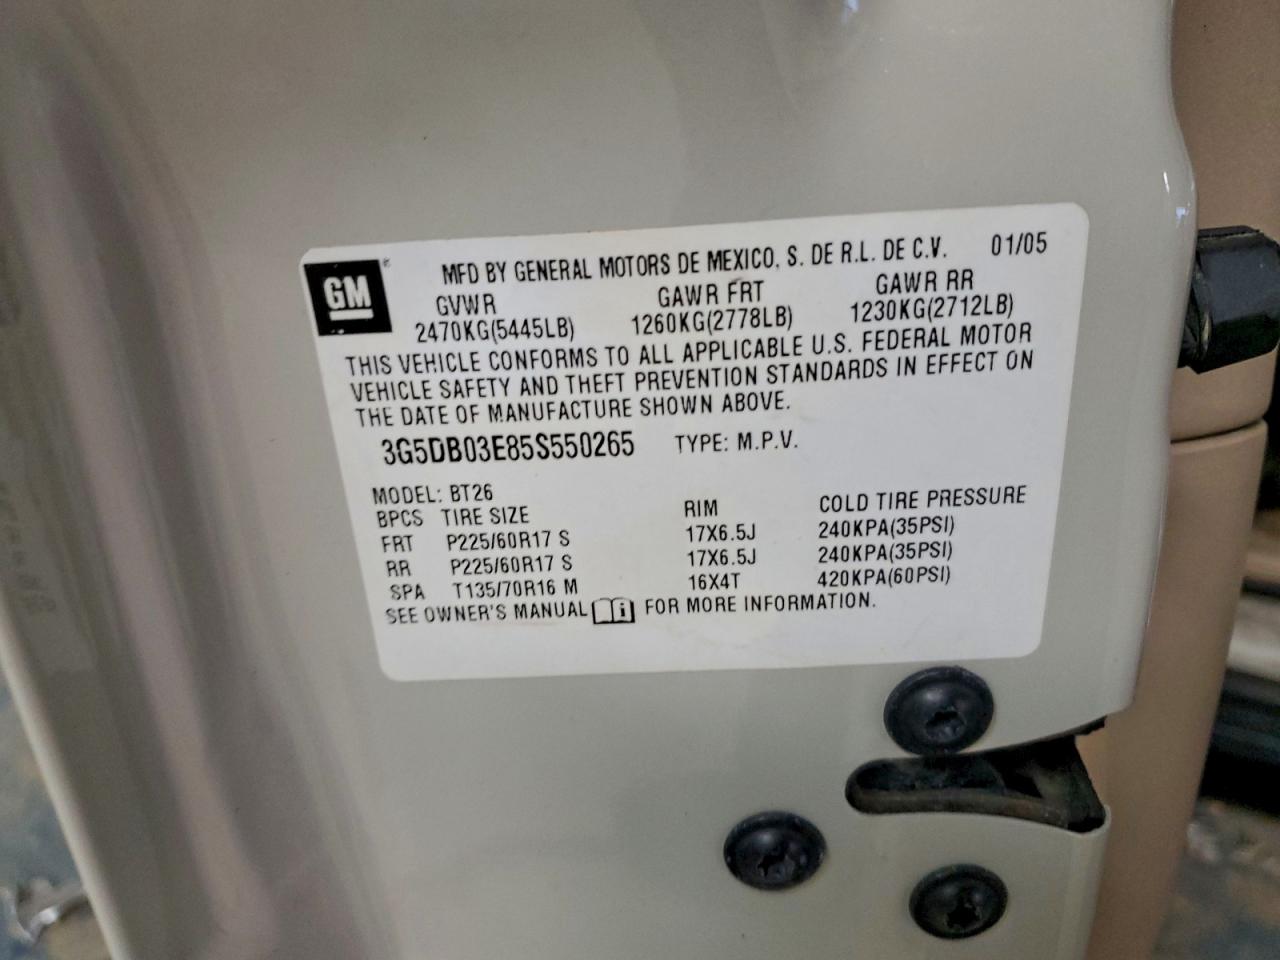 GM®
MFD BY GENERAL MOTORS DE MEXICO, S. DE R.L. DE C.V. 01/05
GVWR GAWR FRT GAWR RR
2470KG(5445LB) 1260KG(2778LB) 1230KG(2712LB)
THIS VEHICLE CONFORMS TO ALL APPLICABLE U.S. FEDERAL MOTOR
VEHICLE SAFETY AND THEFT PREVENTION STANDARDS IN EFFECT ON
THE DATE OF MANUFACTURE SHOWN ABOVE.
3G5DB03E85S550265 TYPE: M.P.V.
MODEL: BT26
BPCS TIRE SIZE RIM COLD TIRE PRESSURE
FRT P225/60R17 S 17X6.5J 240KPA(35PSI)
RR P225/60R17 S 17X6.5J 240KPA(35PSI)
SPA T135/70R16 M 16X4T 420KPA(60PSI)
SEE OWNER'S MANUAL i FOR MORE INFORMATION.